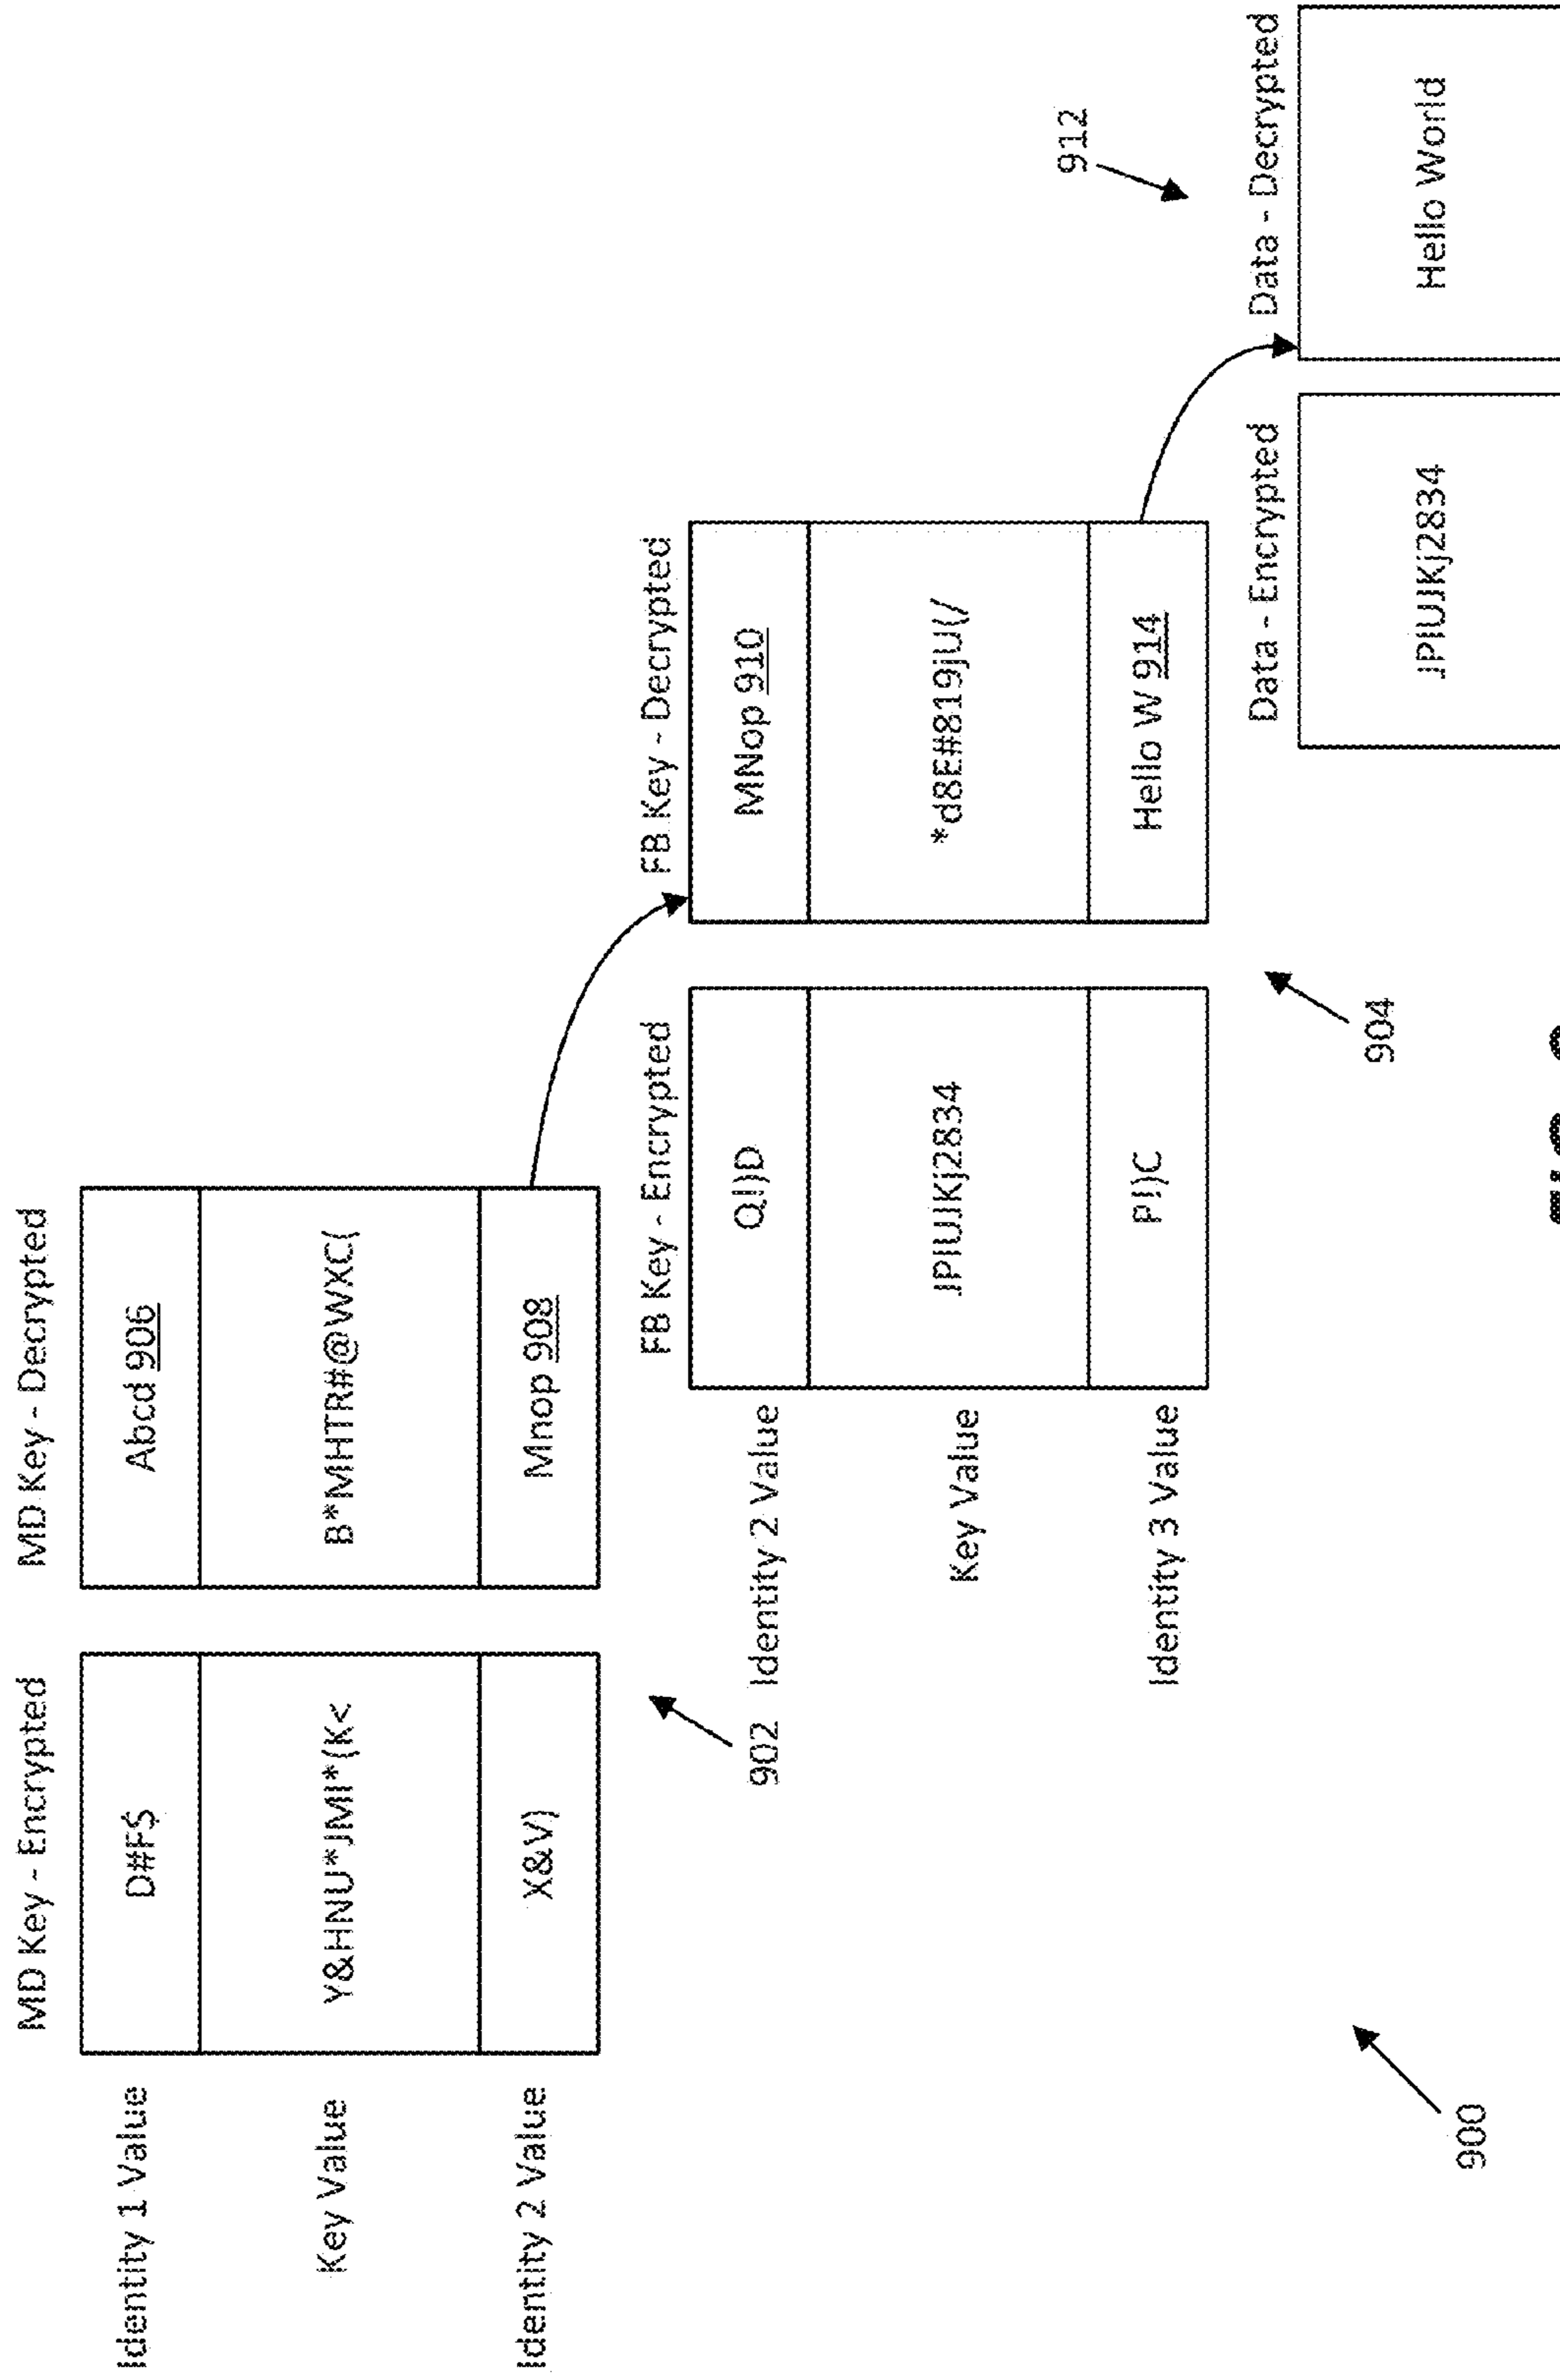 MD Key - Encrypted
MD Key - Decrypted
Identity 1 Value
D#F$
Abcd 906
Key Value
Y&HNU*JMI*(K<
B*MHTR#@WXC(
Identity 2 Value
X&V)
Mnop 908
902
FB Key - Encrypted
FB Key - Decrypted
Identity 2 Value
Q!)D
MNop 910
Key Value
JPIUJKj2834
*d8E#819jU(/
Identity 3 Value
P!)C
Hello W 914
904
912
Data - Encrypted
Data - Decrypted
JPIUJKj2834
Hello World
900